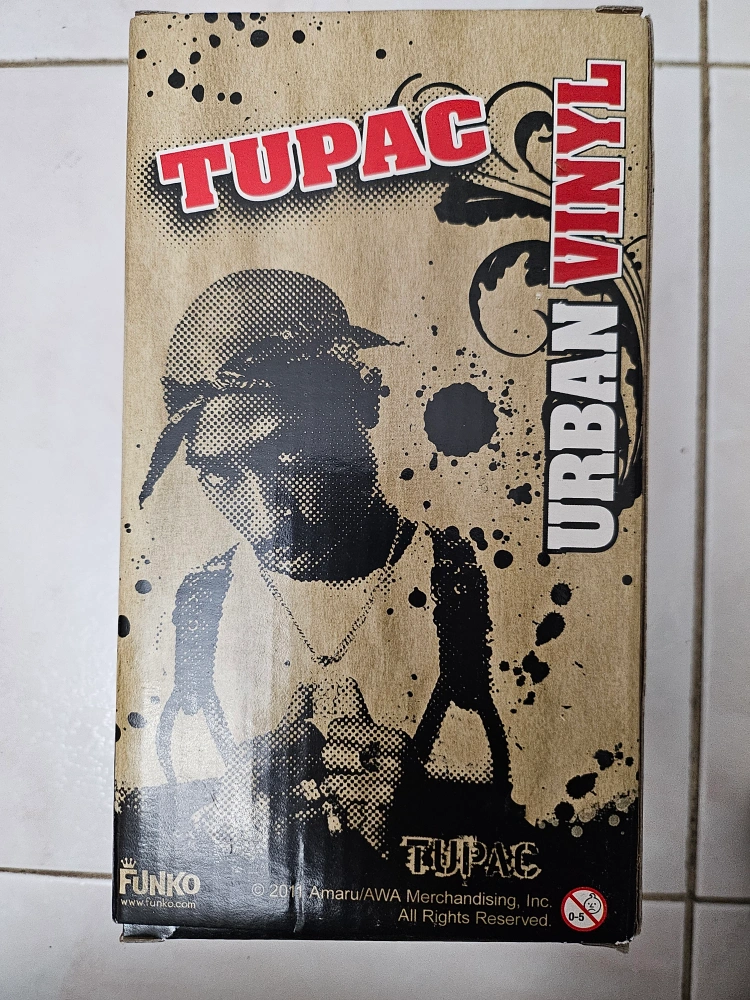 TUPAC
URBAN VINYL
TUPAC
FUNKO
www.funko.com
© 2011 Amaru/AWA Merchandising, Inc.
All Rights Reserved.
0-5